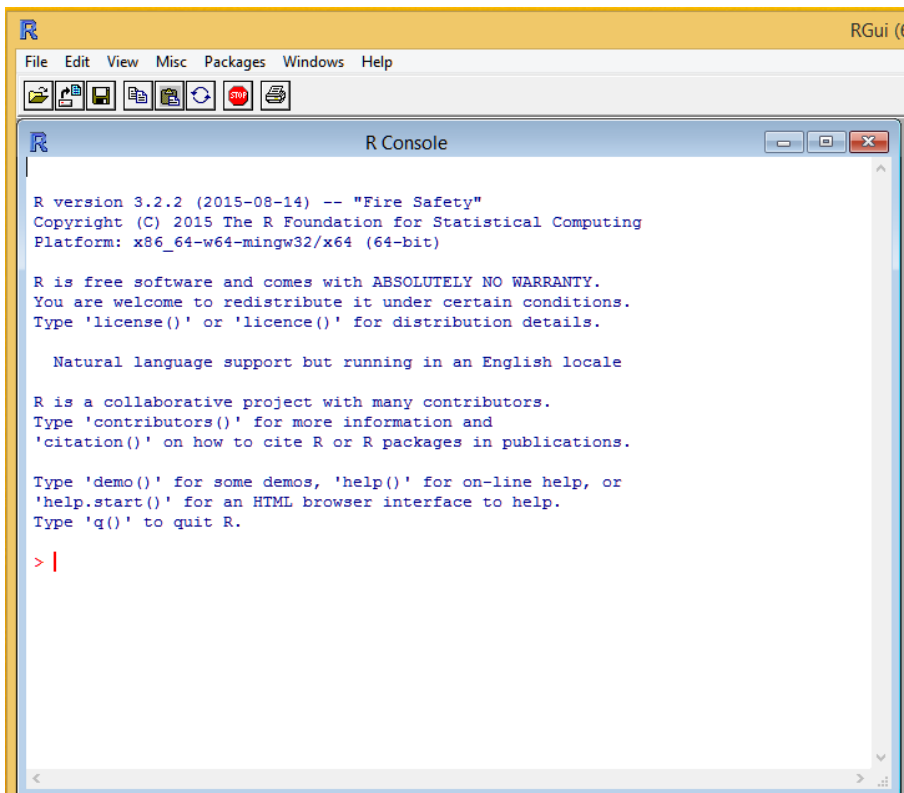 R
RGui (6
File Edit View Misc Packages Windows Help
STOP
R
R Console
R version 3.2.2 (2015-08-14) -- "Fire Safety"
Copyright (C) 2015 The R Foundation for Statistical Computing
Platform: x86_64-w64-mingw32/x64 (64-bit)
R is free software and comes with ABSOLUTELY NO WARRANTY.
You are welcome to redistribute it under certain conditions.
Type 'license()' or 'licence()' for distribution details.
Natural language support but running in an English locale
R is a collaborative project with many contributors.
Type 'contributors()' for more information and
'citation()' on how to cite R or R packages in publications.
Type 'demo()' for some demos, 'help()' for on-line help, or
'help.start()' for an HTML browser interface to help.
Type 'q()' to quit R.
>